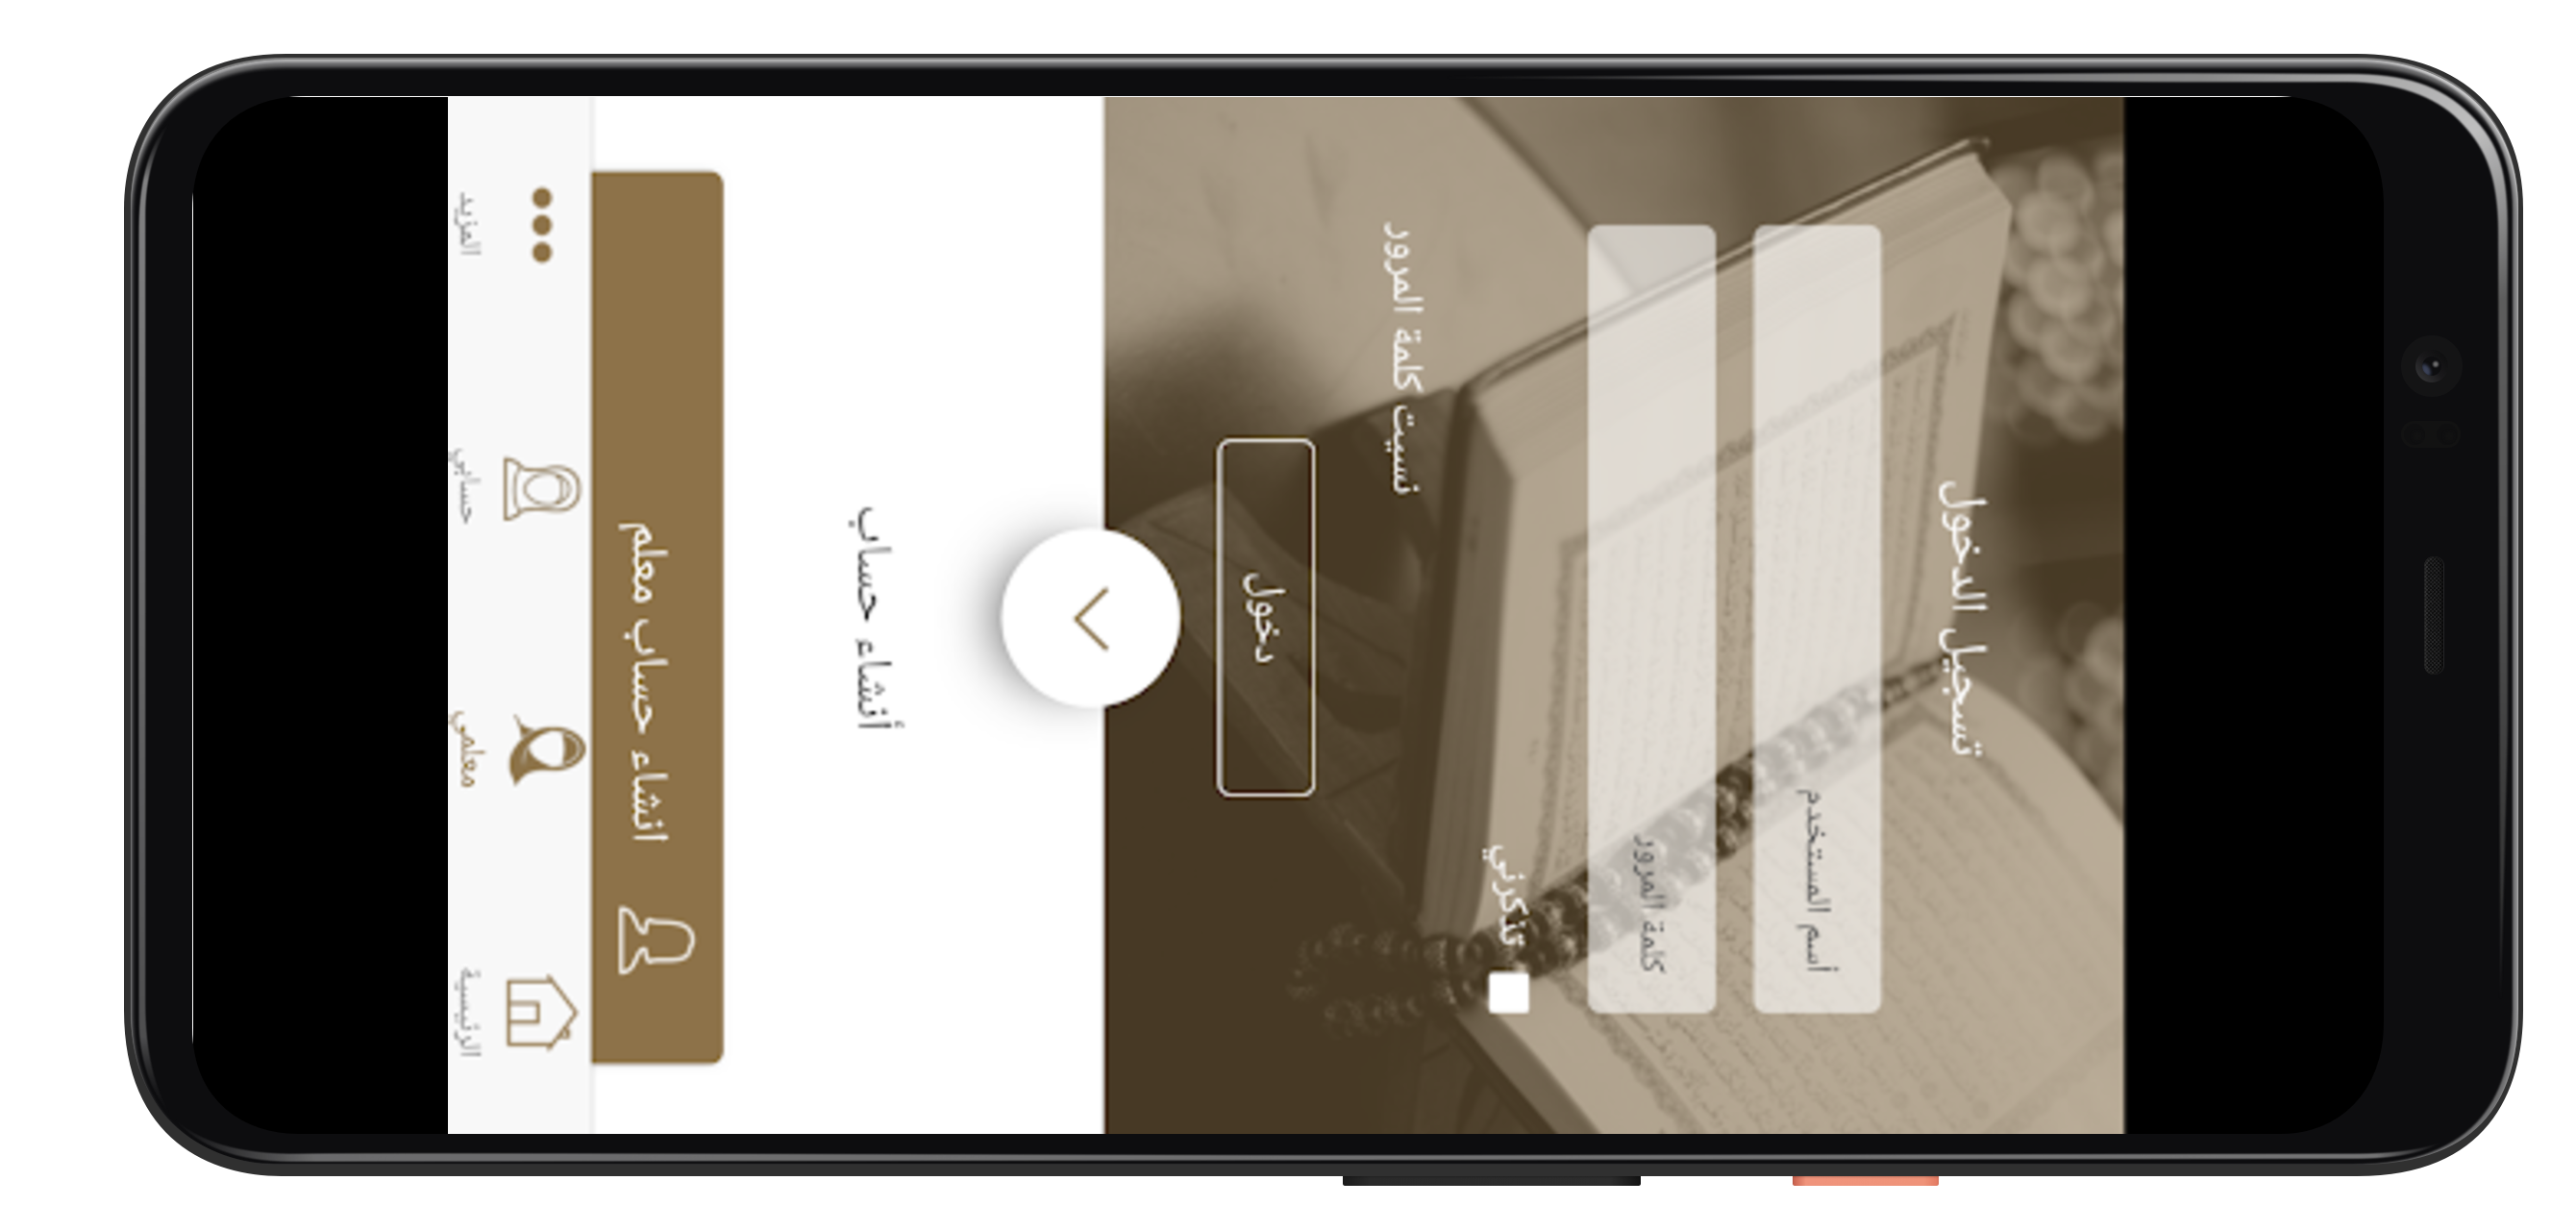 تسجيل الدخول
أسم المستخدم
كلمة المرور
تذكرني
نسيت كلمة المرور
دخول
أنشاء حساب
انشاء حساب معلم
الرئيسية
معلمي
حسابي
المزيد